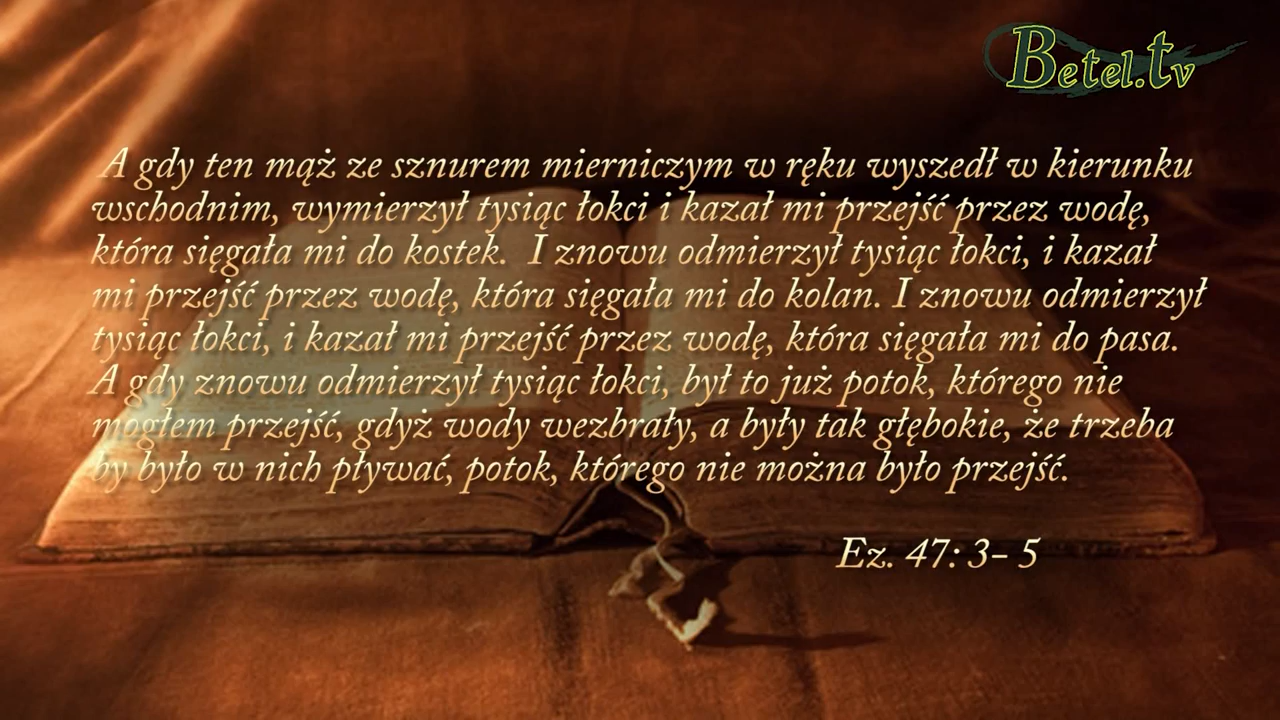 Betel.tv
A gdy ten mąż ze sznurem mierniczym w ręku wyszedł w kierunku
wschodnim, wymierzył tysiąc łokci i kazał mi przejść przez wodę,
która sięgała mi do kostek. I znowu odmierzył tysiąc łokci, i kazał
mi przejść przez wodę, która sięgała mi do kolan. I znowu odmierzył
tysiąc łokci, i kazał mi przejść przez wodę, która sięgała mi do pasa.
A gdy znowu odmierzył tysiąc łokci, był to już potok, którego nie
mogłem przejść, gdyż wody wezbrały, a były tak głębokie, że trzeba
by było w nich pływać, potok, którego nie można było przejść.
Ez. 47: 3– 5